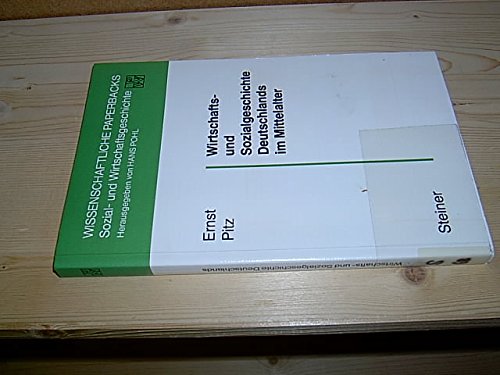 WISSENSCHAFTLICHE PAPERBACKS
Sozial- und Wirtschaftsgeschichte
Herausgegeben von HANS POHL
Wirtschafts-
und
Sozialgeschichte
Deutschlands
im Mittelalter
Ernst
Pitz
Steiner
Wirtschafts- und Sozialgeschichte Deutschlands
S